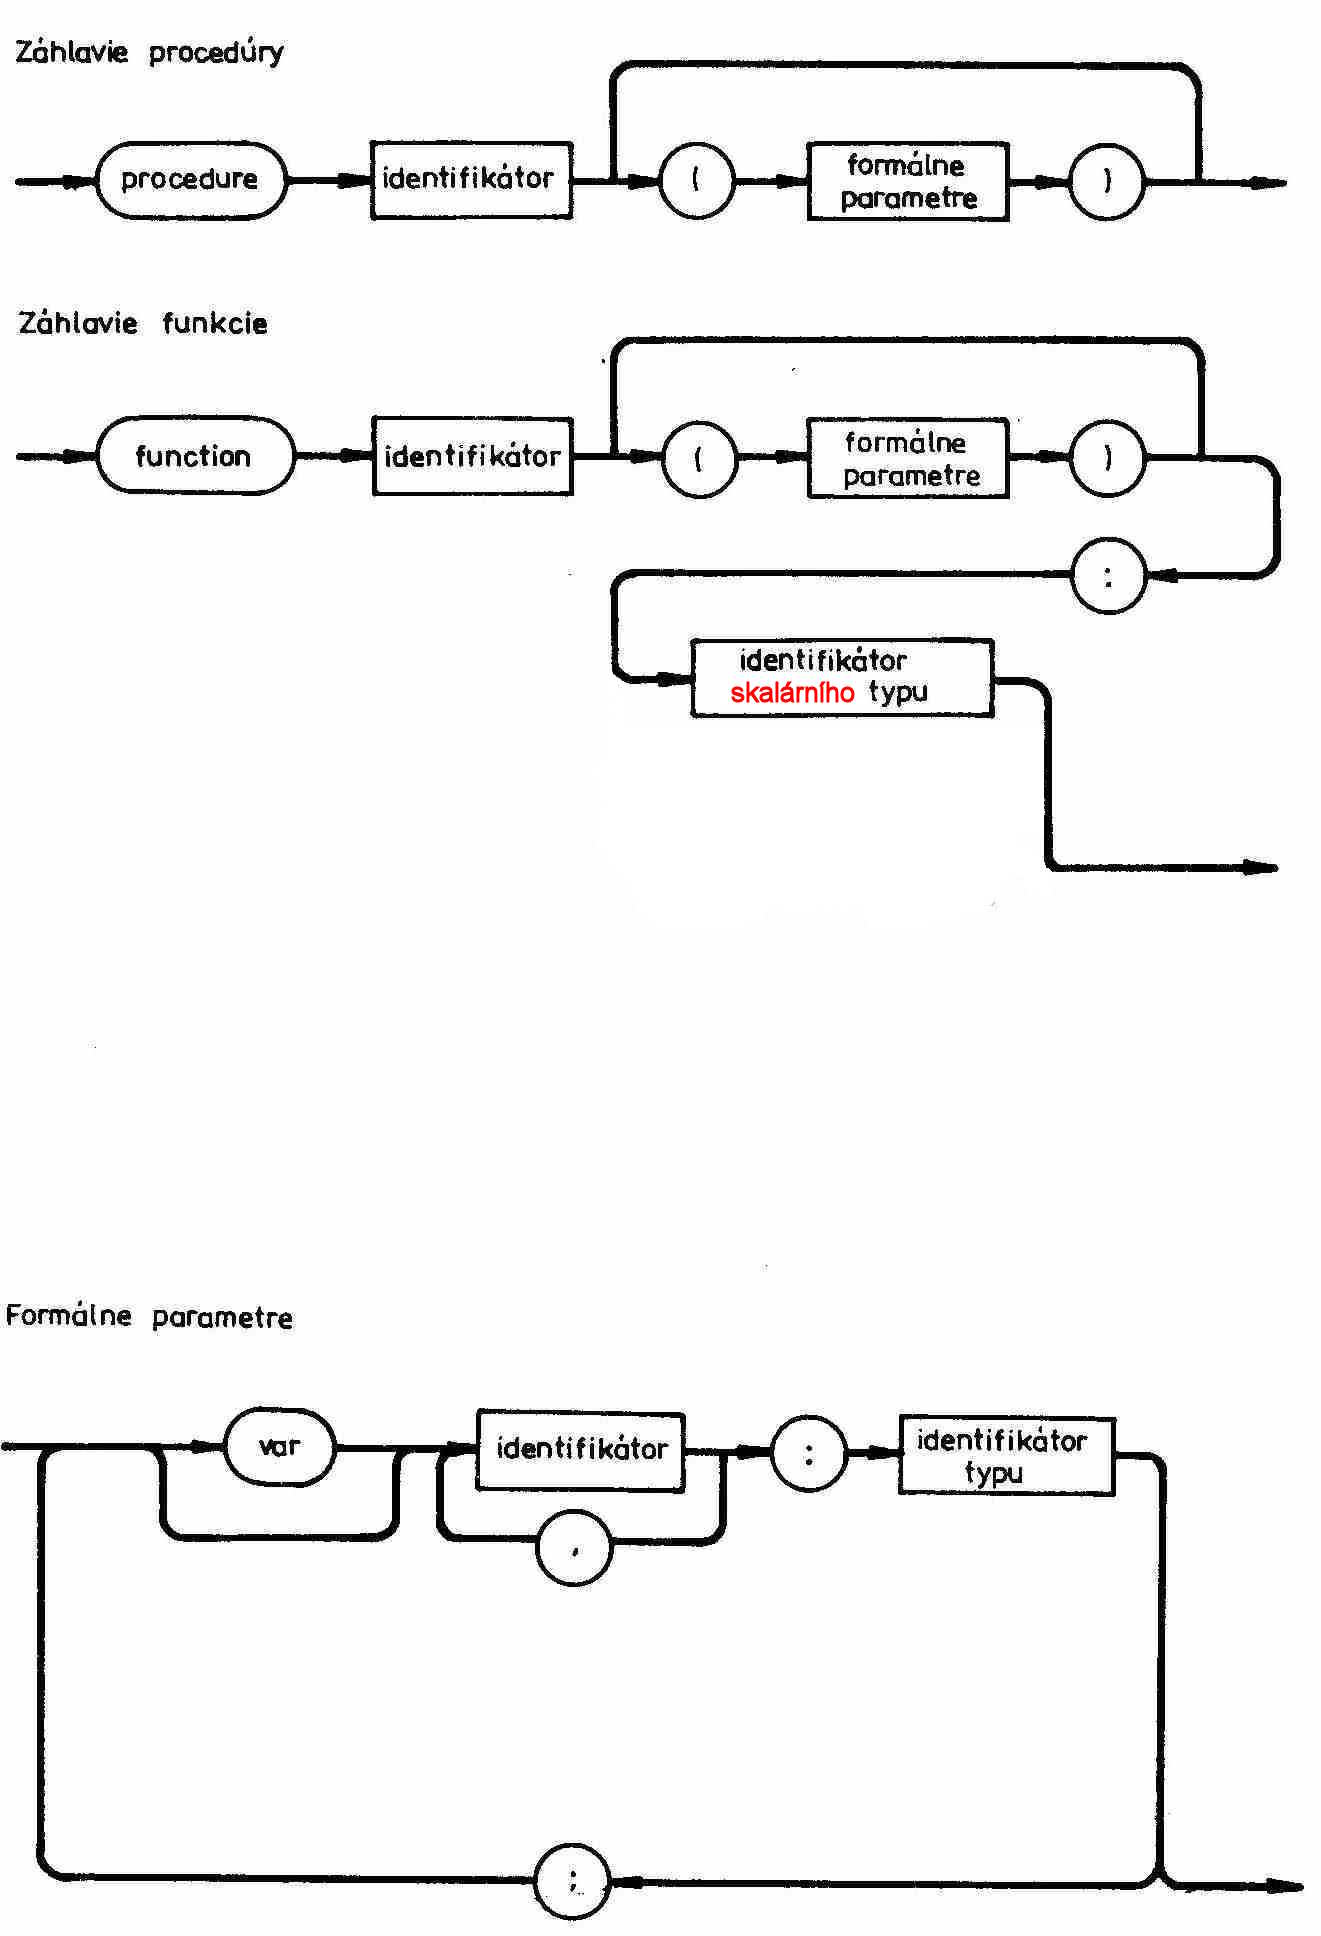 Záhlavie procedúry
procedure
identifikátor
(
formálne
parametre
)
Záhlavie funkcie
function
identifikátor
(
formálne
parametre
)
:
identifikátor
skalárního typu
Formálne parametre
var
identifikátor
:
identifikátor
typu
,
;